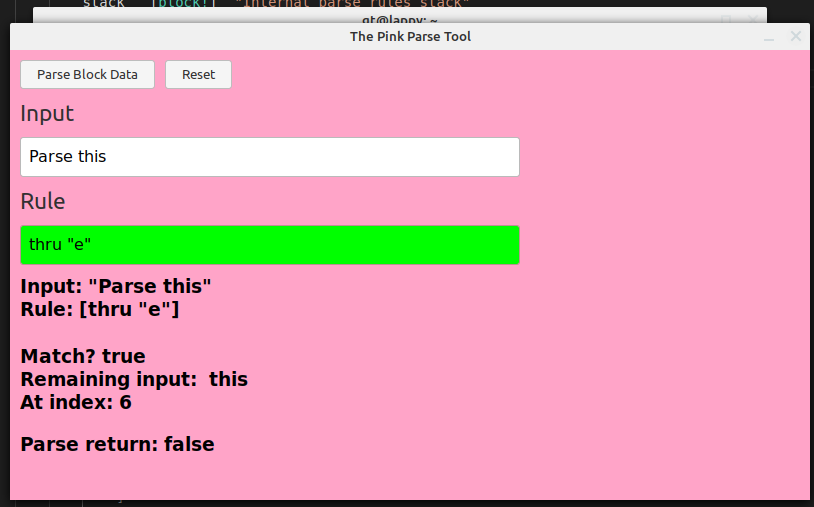 stack [block!] "Internal parse rules stack"
gt@lappy: ~
The Pink Parse Tool
Parse Block Data Reset
Input
Parse this
Rule
thru "e"
Input: "Parse this"
Rule: [thru "e"]
Match? true
Remaining input:  this
At index: 6
Parse return: false
]